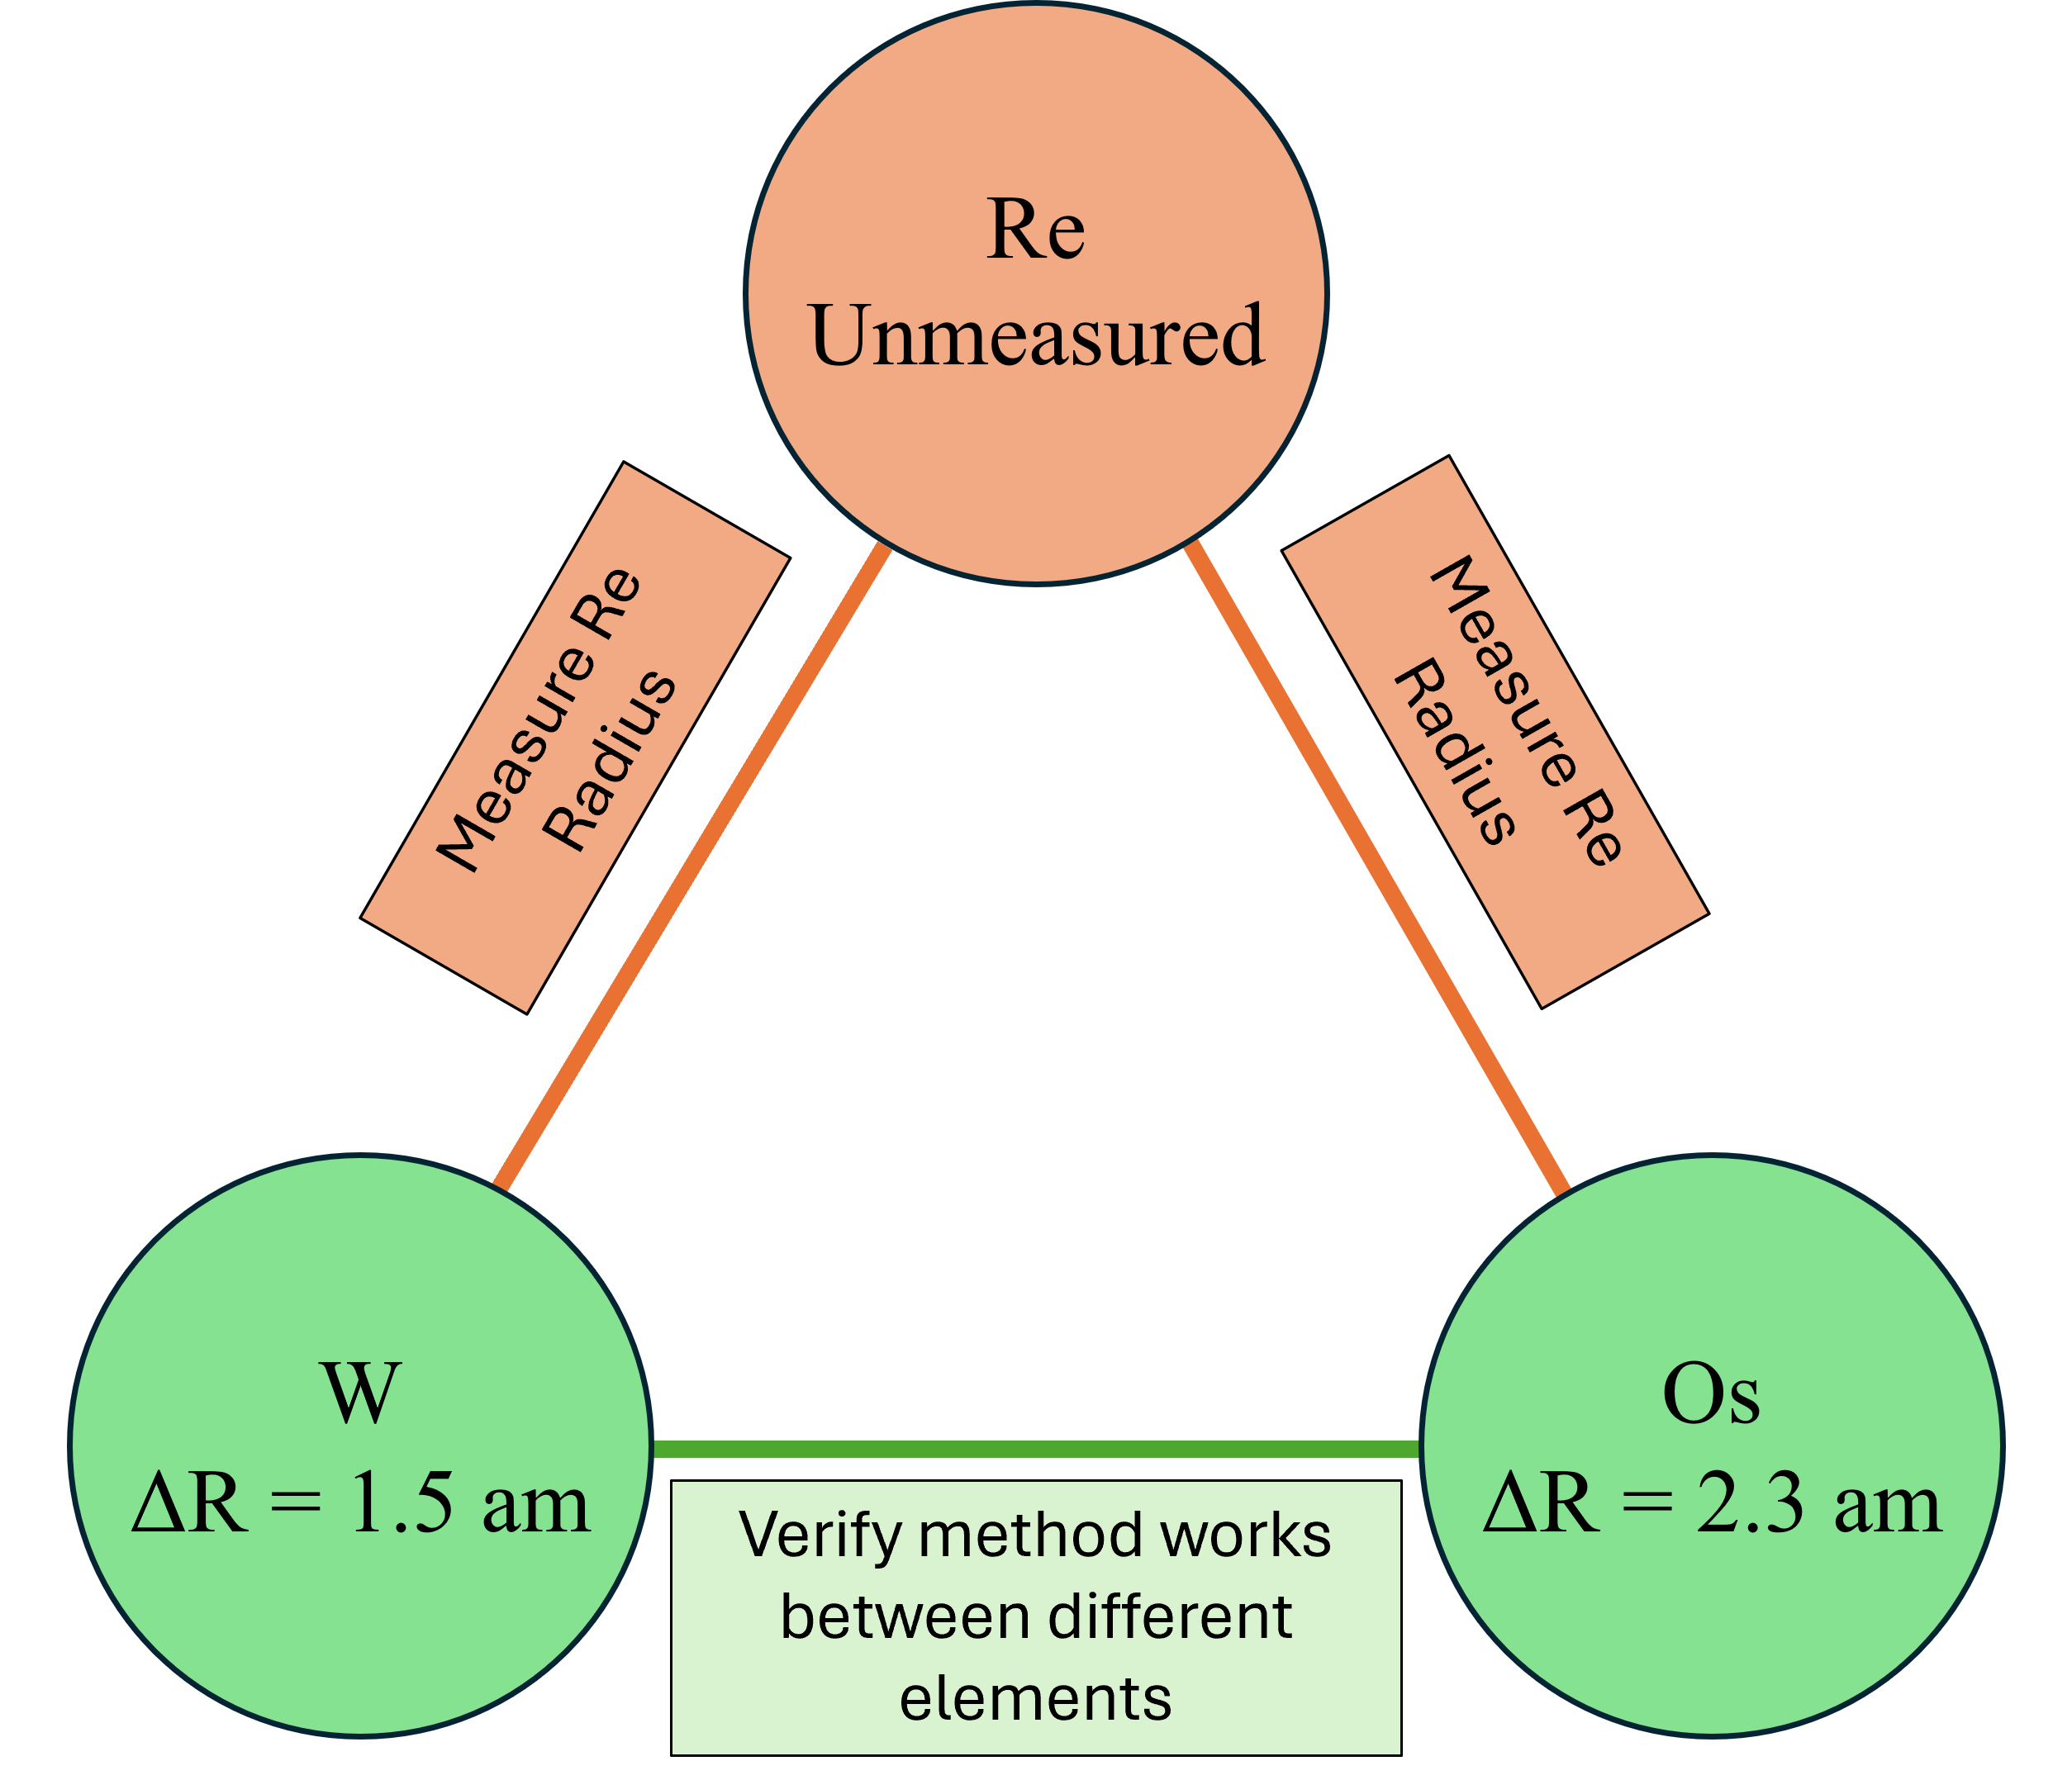 Re
Unmeasured
Measure Re
Radius
Measure Re
Radius
W
ΔR = 1.5 am
Os
ΔR = 2.3 am
Verify method works
between different
elements